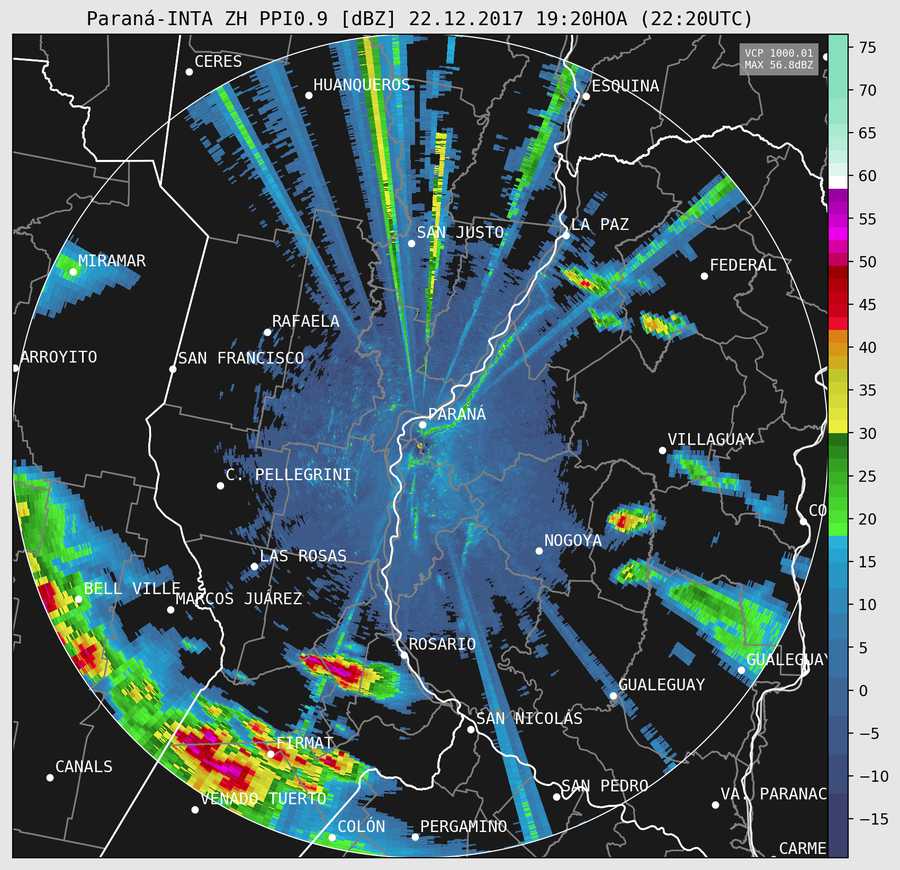 Paraná-INTA ZH PPI0.9 [dBZ] 22.12.2017 19:20HOA (22:20UTC)
VCP 1000.01
MAX 56.8dBZ
75
70
65
60
55
50
45
40
35
30
25
20
15
10
5
0
−5
−10
−15
CERES
HUANQUEROS
ESQUINA
SAN JUSTO
LA PAZ
MIRAMAR
FEDERAL
RAFAELA
ARROYITO
SAN FRANCISCO
PARANÁ
VILLAGUAY
C. PELLEGRINI
CO
NOGOYA
LAS ROSAS
BELL VILLE
MARCOS JUÁREZ
ROSARIO
GUALEGUAY
GUALEGUAY
SAN NICOLÁS
FIRMAT
CANALS
SAN PEDRO
VENADO TUERTO
VA. PARANAC
COLÓN
PERGAMINO
CARME